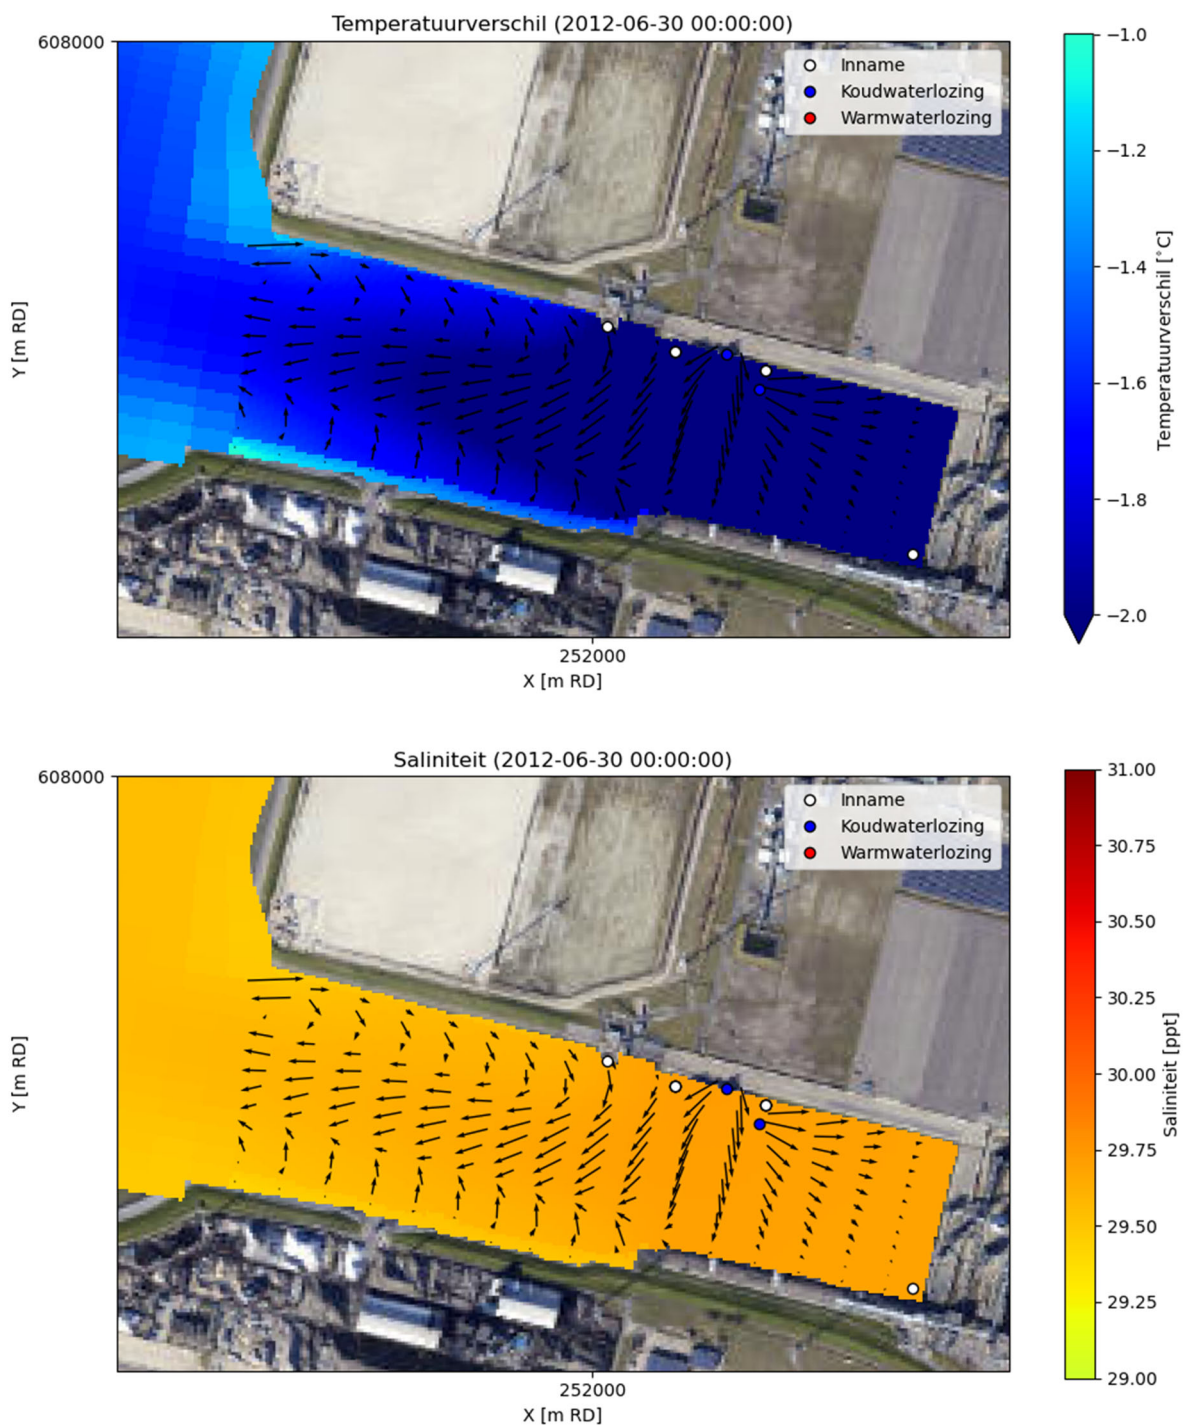 Temperatuurverschil (2012-06-30 00:00:00)
608000
Inname
Koudwaterlozing
Warmwaterlozing
Y [m RD]
252000
X [m RD]
−1.0
−1.2
−1.4
−1.6
−1.8
−2.0
Temperatuurverschil [°C]
Saliniteit (2012-06-30 00:00:00)
608000
Inname
Koudwaterlozing
Warmwaterlozing
Y [m RD]
252000
X [m RD]
31.00
30.75
30.50
30.25
30.00
29.75
29.50
29.25
29.00
Saliniteit [ppt]